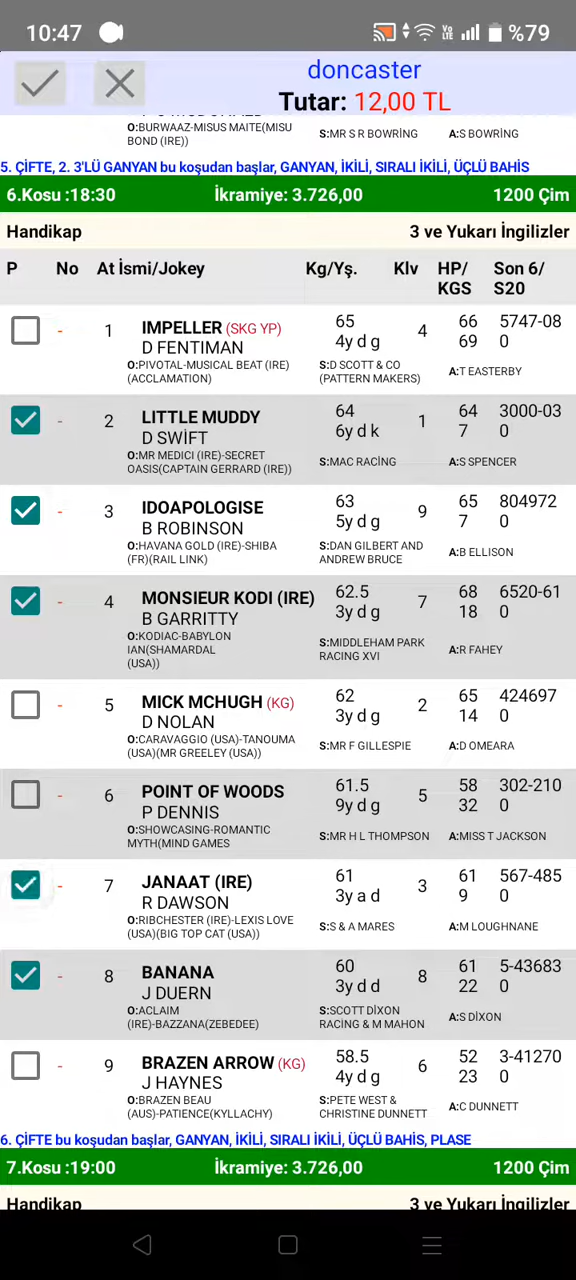 10:47 Vo LTE %79
doncaster
Tutar: 12,00 TL
O:BURWAAZ-MISUS MAITE(MISU
BOND (IRE))
S:MR S R BOWRİNG
A:S BOWRİNG
5. ÇİFTE, 2. 3'LÜ GANYAN bu koşudan başlar, GANYAN, İKİLİ, SIRALI İKİLİ, ÜÇLÜ BAHİS
6.Kosu :18:30 İkramiye: 3.726,00 1200 Çim
Handikap 3 ve Yukarı İngilizler
P No At İsmi/Jokey Kg/Yş. Klv HP/ Son 6/
KGS S20
- 1 IMPELLER (SKG YP) 65 4 66 5747-08
D FENTIMAN 4y d g 69 0
O:PIVOTAL-MUSICAL BEAT (IRE) S:D SCOTT & CO A:T EASTERBY
(ACCLAMATION) (PATTERN MAKERS)
- 2 LITTLE MUDDY 64 1 64 3000-03
D SWİFT 6y d k 7 0
O:MR MEDICI (IRE)-SECRET S:MAC RACİNG A:S SPENCER
OASIS(CAPTAIN GERRARD (IRE))
- 3 IDOAPOLOGISE 63 9 65 804972
B ROBINSON 5y d g 7 0
O:HAVANA GOLD (IRE)-SHIBA S:DAN GILBERT AND A:B ELLISON
(FR)(RAIL LINK) ANDREW BRUCE
- 4 MONSIEUR KODI (IRE) 62.5 7 68 6520-61
B GARRITTY 3y d g 18 0
O:KODIAC-BABYLON S:MIDDLEHAM PARK A:R FAHEY
IAN(SHAMARDAL RACING XVI
(USA))
- 5 MICK MCHUGH (KG) 62 2 65 424697
D NOLAN 3y d g 14 0
O:CARAVAGGIO (USA)-TANOUMA S:MR F GILLESPIE A:D OMEARA
(USA)(MR GREELEY (USA))
- 6 POINT OF WOODS 61.5 5 58 302-210
P DENNIS 9y d g 32 0
O:SHOWCASING-ROMANTIC S:MR H L THOMPSON A:MISS T JACKSON
MYTH(MIND GAMES
- 7 JANAAT (IRE) 61 3 61 567-485
R DAWSON 3y a d 9 0
O:RIBCHESTER (IRE)-LEXIS LOVE S:S & A MARES A:M LOUGHNANE
(USA)(BIG TOP CAT (USA))
- 8 BANANA 60 8 61 5-43683
J DUERN 3y d d 22 0
O:ACLAIM S:SCOTT DİXON A:S DİXON
(IRE)-BAZZANA(ZEBEDEE) RACİNG & M MAHON
- 9 BRAZEN ARROW (KG) 58.5 6 52 3-41270
J HAYNES 4y d g 23 0
O:BRAZEN BEAU S:PETE WEST & A:C DUNNETT
(AUS)-PATIENCE(KYLLACHY) CHRISTINE DUNNETT
6. ÇİFTE bu koşudan başlar, GANYAN, İKİLİ, SIRALI İKİLİ, ÜÇLÜ BAHİS, PLASE
7.Kosu :19:00 İkramiye: 3.726,00 1200 Çim
Handikap 3 ve Yukarı İngilizler